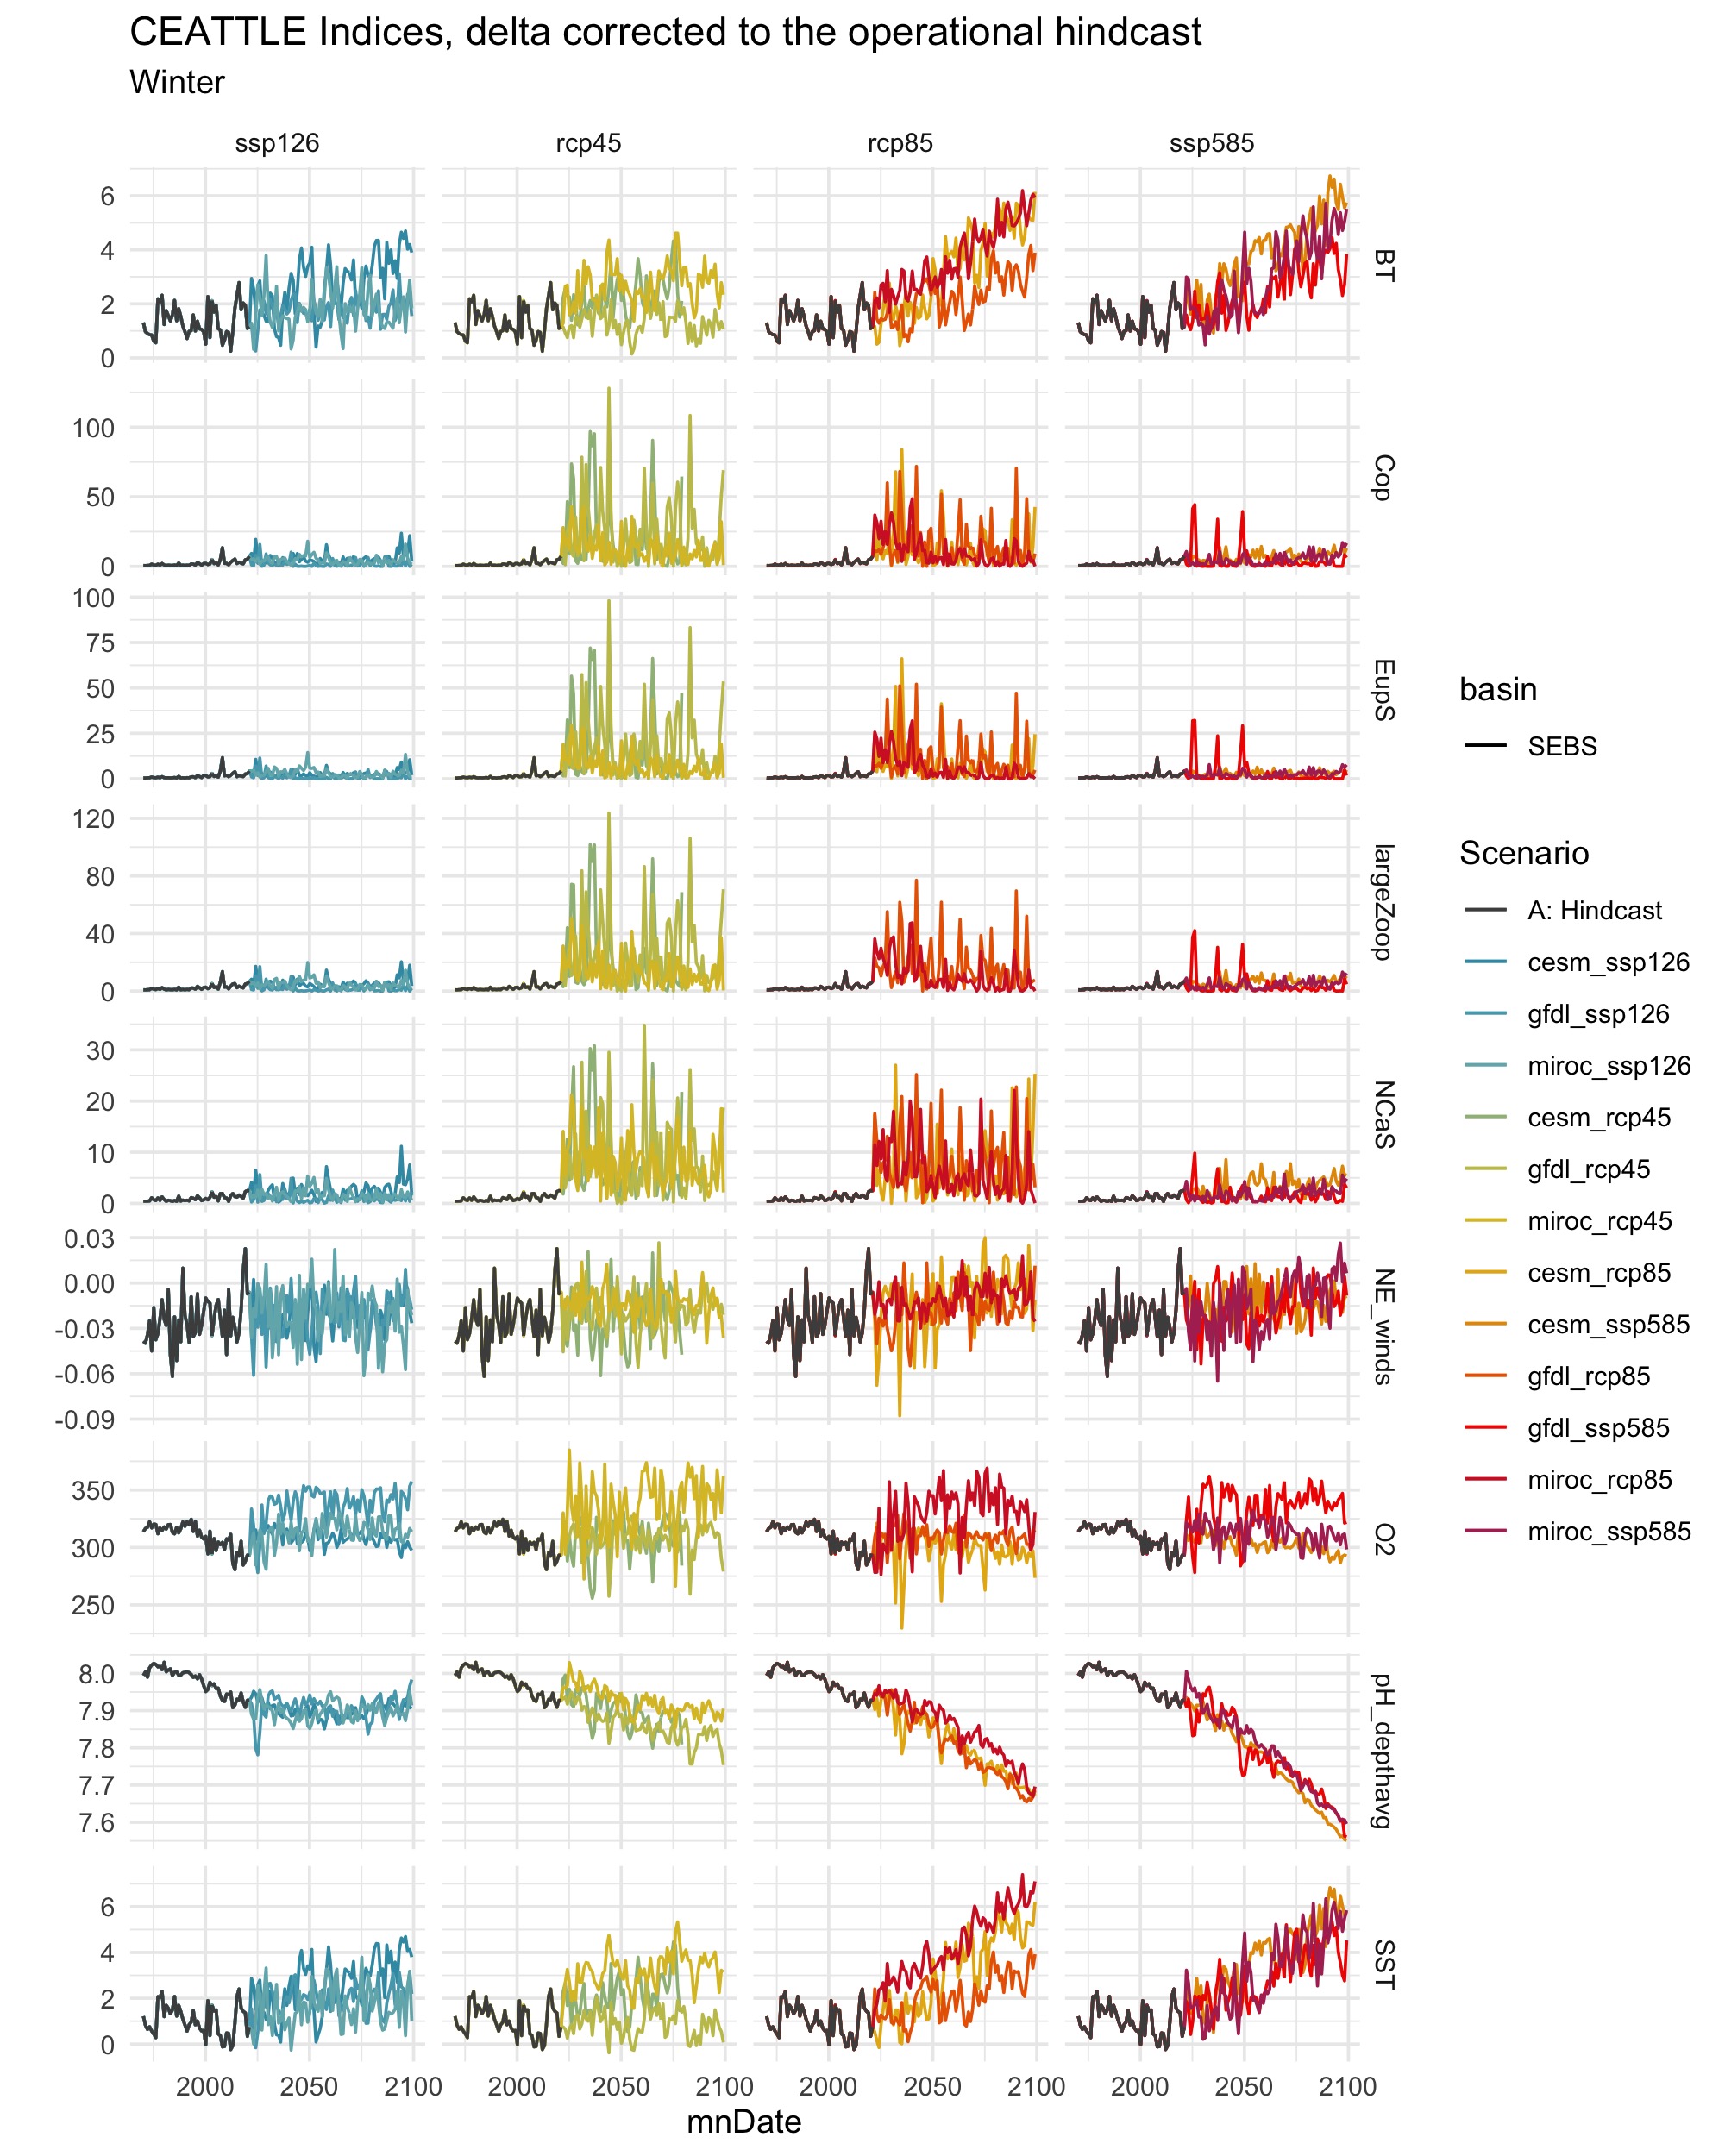 CEATTLE Indices, delta corrected to the operational hindcast
Winter
ssp126 rcp45 rcp85 ssp585
6
4
2
0
BT
100
50
0
Cop
100
75
50
25
0
EupS
120
80
40
0
largeZoop
30
20
10
0
NCaS
0.03
0.00
-0.03
-0.06
-0.09
NE_winds
350
300
250
O2
8.0
7.9
7.8
7.7
7.6
pH_depthavg
6
4
2
0
SST
2000 2050 2100 2000 2050 2100 2000 2050 2100 2000 2050 2100
mnDate
basin
SEBS
Scenario
A: Hindcast
cesm_ssp126
gfdl_ssp126
miroc_ssp126
cesm_rcp45
gfdl_rcp45
miroc_rcp45
cesm_rcp85
cesm_ssp585
gfdl_rcp85
gfdl_ssp585
miroc_rcp85
miroc_ssp585